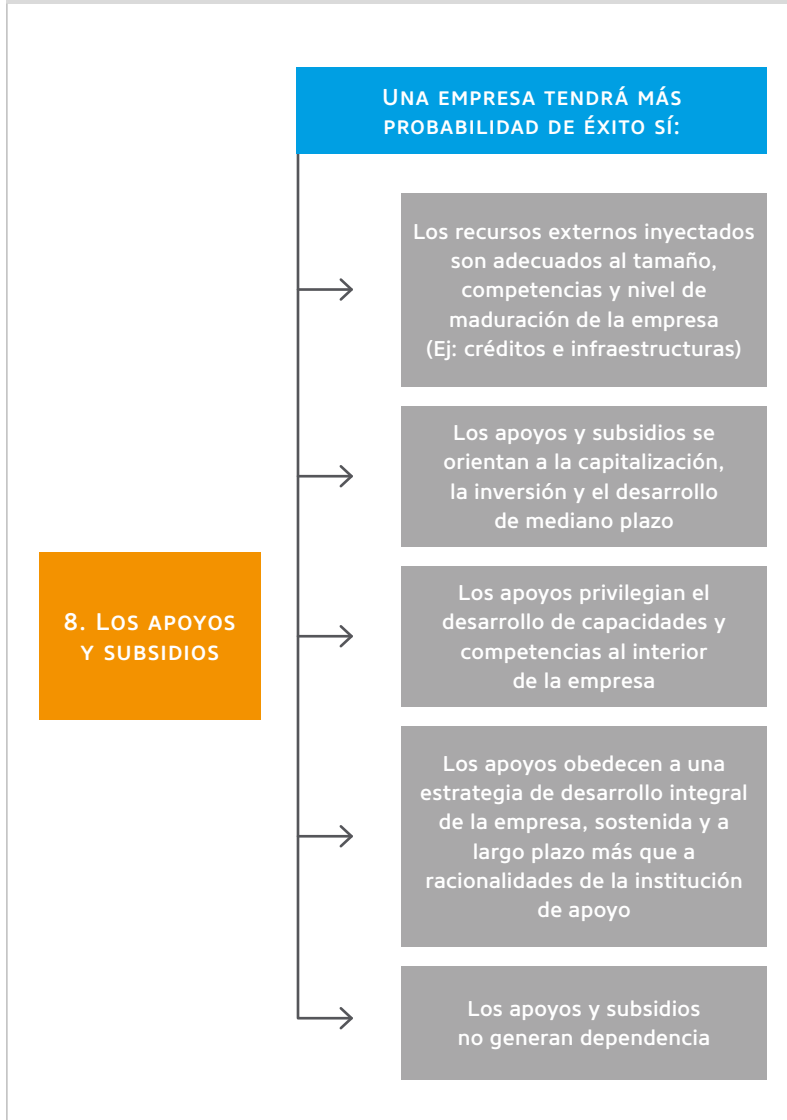 UNA EMPRESA TENDRÁ MÁS
PROBABILIDAD DE ÉXITO SÍ:
Los recursos externos inyectados
son adecuados al tamaño,
competencias y nivel de
maduración de la empresa
(Ej: créditos e infraestructuras)
Los apoyos y subsidios se
orientan a la capitalización,
la inversión y el desarrollo
de mediano plazo
8. LOS APOYOS
Y SUBSIDIOS
Los apoyos privilegian el
desarrollo de capacidades y
competencias al interior
de la empresa
Los apoyos obedecen a una
estrategia de desarrollo integral
de la empresa, sostenida y a
largo plazo más que a
racionalidades de la institución
de apoyo
Los apoyos y subsidios
no generan dependencia